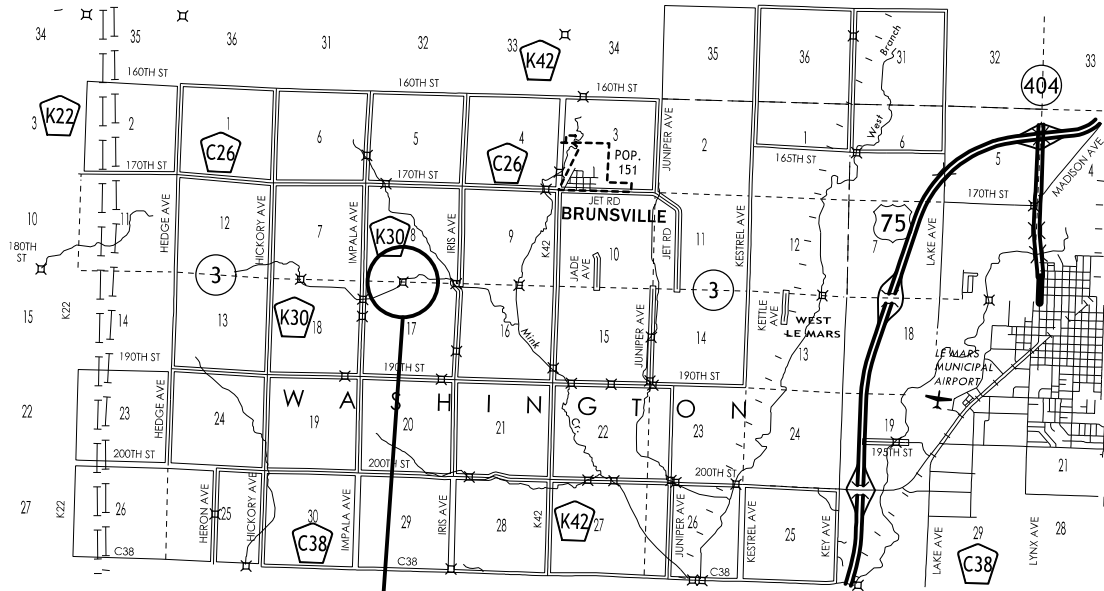 34
35
36
31
32
33
34
35
36
31
32
33
K42
Branch
160TH ST
160TH ST
160TH ST
404
K22
3
2
1
6
5
4
3
2
1
6
5
4
C26
C26
POP.
151
JUNIPER AVE
West
165TH ST
MADISON AVE
170TH ST
170TH ST
170TH ST
JET RD
BRUNSVILLE
10
11
12
7
8
9
10
11
12
7
75
HEDGE AVE
HICKORY AVE
IMPALA AVE
K30
IRIS AVE
K42
JADE AVE
JET RD
KESTREL AVE
LAKE AVE
180TH
ST
3
3
K22
15
14
13
K30
18
17
16
15
14
13
18
Mink
JUNIPER AVE
KETTLE AVE
WEST
LE MARS
190TH ST
190TH ST
190TH ST
LE MARS
MUNICIPAL
AIRPORT
WASHINGTON
22
23
24
19
20
21
22
23
24
19
HEDGE AVE
Cr.
195TH ST
200TH ST
200TH ST
200TH ST
21
27
K22
26
25
30
29
28
27
26
25
29
28
HERON AVE
HICKORY AVE
IMPALA AVE
IRIS AVE
K42
K42
JUNIPER AVE
KESTREL AVE
KEY AVE
LAKE AVE
LYNX AVE
C38
C38
C38
C38
C38